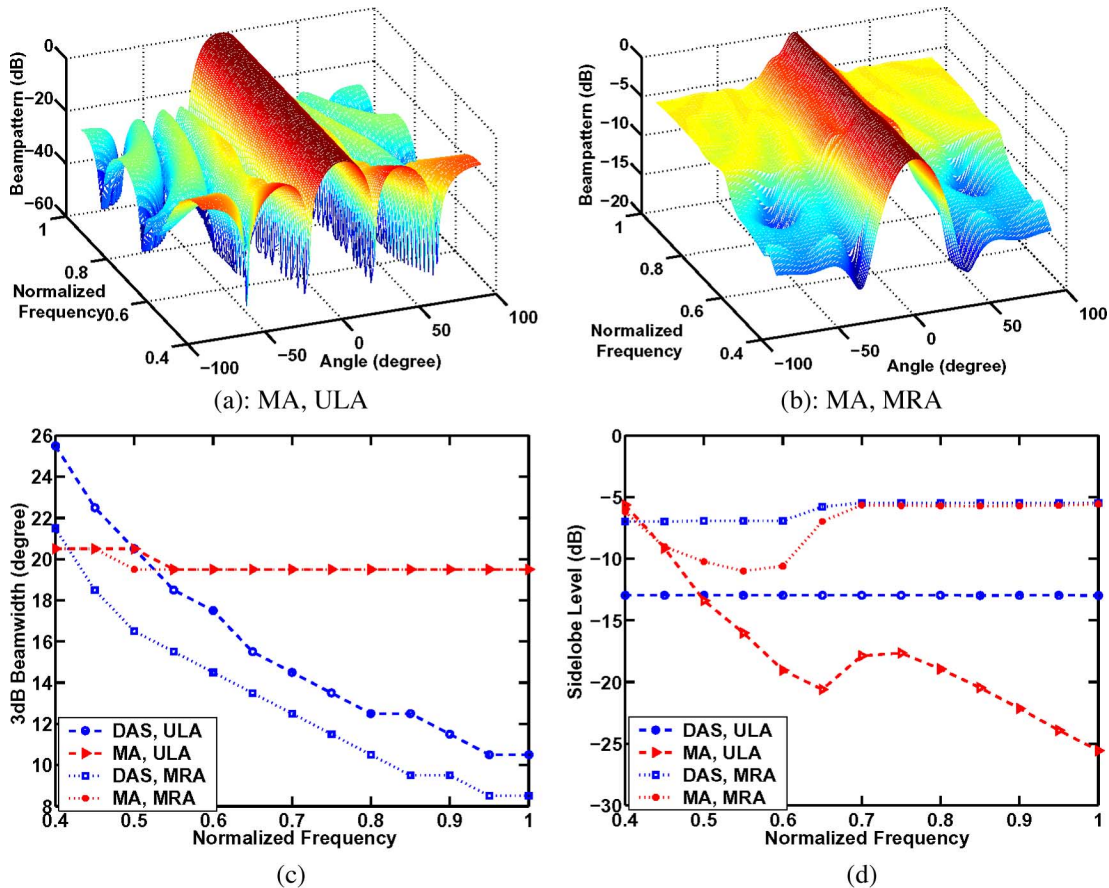 Beampattern (dB)
0
−20
−40
−60
1
0.8
0.6
0.4
Normalized
Frequency
−100
−50
0
50
100
Angle (degree)
(a): MA, ULA
Beampattern (dB)
0
−5
−10
−15
−20
1
0.8
0.6
0.4
Normalized
Frequency
−100
−50
0
50
100
Angle (degree)
(b): MA, MRA
3dB Beamwidth (degree)
26
24
22
20
18
16
14
12
10
8
DAS, ULA
MA, ULA
DAS, MRA
MA, MRA
0.4 0.5 0.6 0.7 0.8 0.9 1
Normalized Frequency
(c)
Sidelobe Level (dB)
0
−5
−10
−15
−20
−25
−30
DAS, ULA
MA, ULA
DAS, MRA
MA, MRA
0.4 0.5 0.6 0.7 0.8 0.9 1
Normalized Frequency
(d)